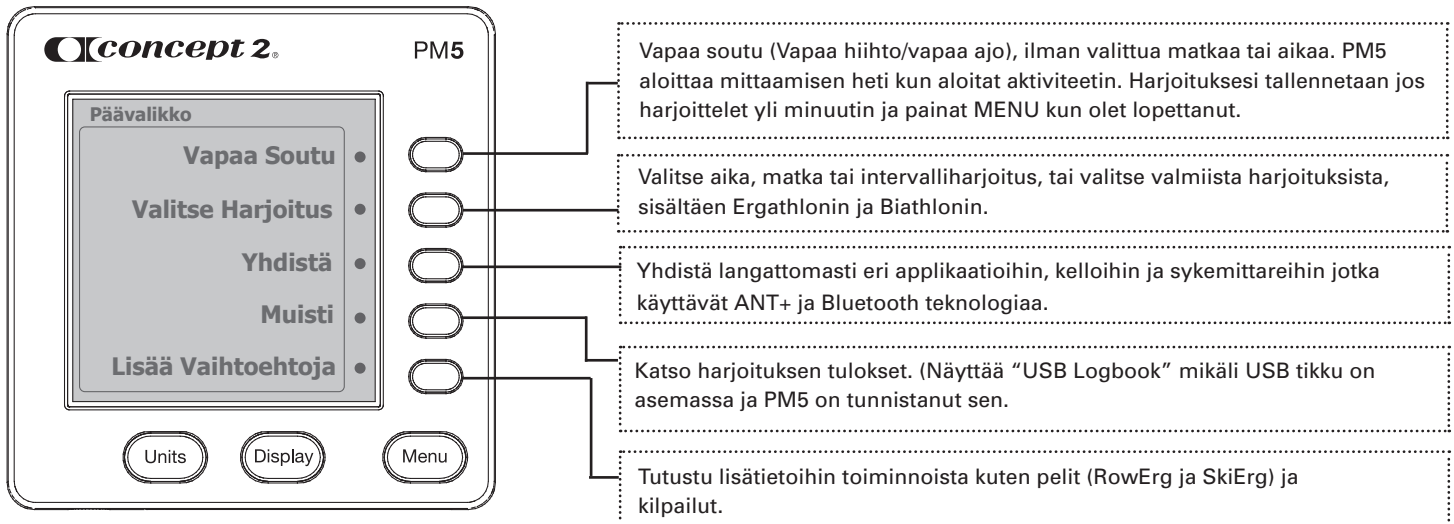 concept 2® PM5
Päävalikko
Vapaa Soutu
Valitse Harjoitus
Yhdistä
Muisti
Lisää Vaihtoehtoja
Units Display Menu
Vapaa soutu (Vapaa hiihto/vapaa ajo), ilman valittua matkaa tai aikaa. PM5
aloittaa mittaamisen heti kun aloitat aktiviteetin. Harjoituksesi tallennetaan jos
harjoittelet yli minuutin ja painat MENU kun olet lopettanut.
Valitse aika, matka tai intervalliharjoitus, tai valitse valmiista harjoituksista,
sisältäen Ergathlonin ja Biathlonin.
Yhdistä langattomasti eri applikaatioihin, kelloihin ja sykemittareihin jotka
käyttävät ANT+ ja Bluetooth teknologiaa.
Katso harjoituksen tulokset. (Näyttää “USB Logbook” mikäli USB tikku on
asemassa ja PM5 on tunnistanut sen.
Tutustu lisätietoihin toiminnoista kuten pelit (RowErg ja SkiErg) ja
kilpailut.